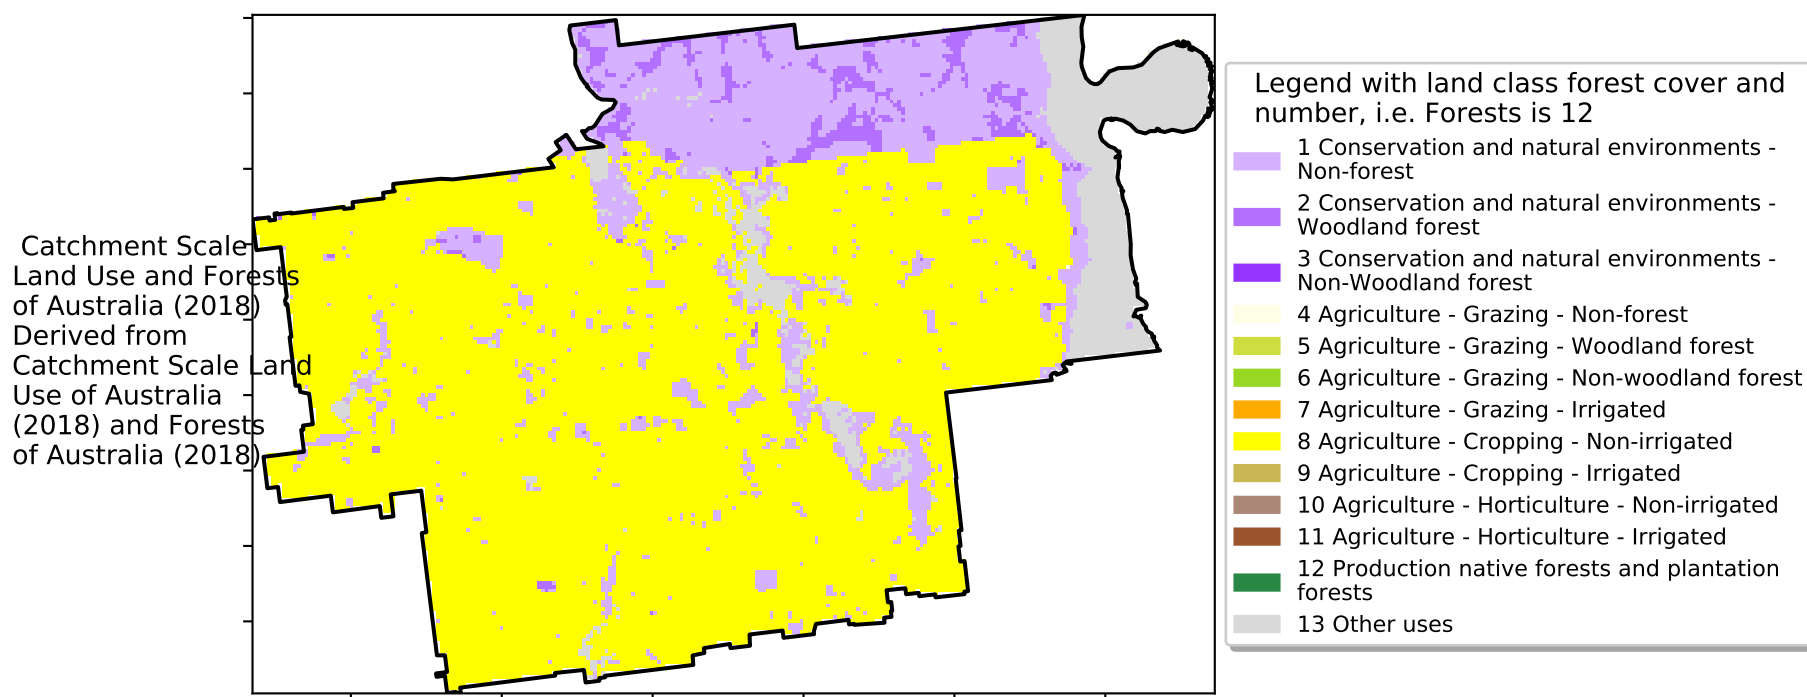 Catchment Scale
Land Use and Forests
of Australia (2018)
Derived from
Catchment Scale Land
Use of Australia
(2018) and Forests
of Australia (2018)
Legend with land class forest cover and
number, i.e. Forests is 12
1 Conservation and natural environments -
Non-forest
2 Conservation and natural environments -
Woodland forest
3 Conservation and natural environments -
Non-Woodland forest
4 Agriculture - Grazing - Non-forest
5 Agriculture - Grazing - Woodland forest
6 Agriculture - Grazing - Non-woodland forest
7 Agriculture - Grazing - Irrigated
8 Agriculture - Cropping - Non-irrigated
9 Agriculture - Cropping - Irrigated
10 Agriculture - Horticulture - Non-irrigated
11 Agriculture - Horticulture - Irrigated
12 Production native forests and plantation
forests
13 Other uses